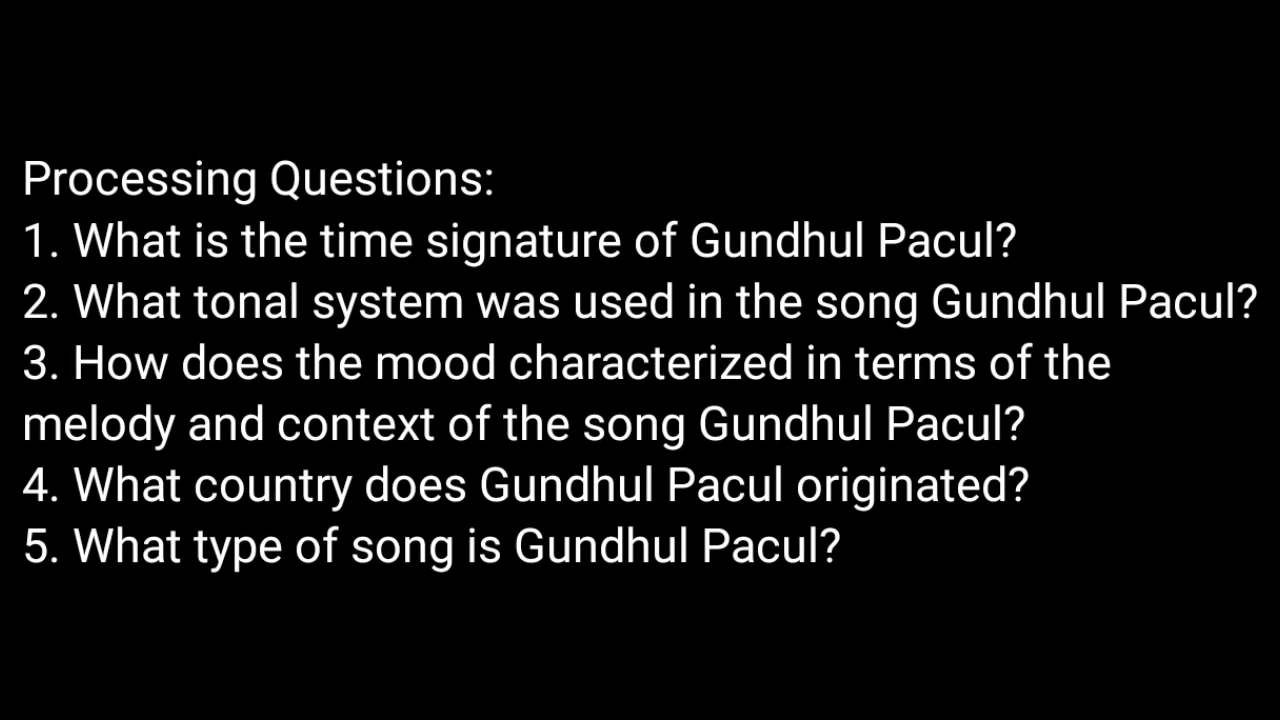 Processing Questions:
1. What is the time signature of Gundhul Pacul?
2. What tonal system was used in the song Gundhul Pacul?
3. How does the mood characterized in terms of the
melody and context of the song Gundhul Pacul?
4. What country does Gundhul Pacul originated?
5. What type of song is Gundhul Pacul?